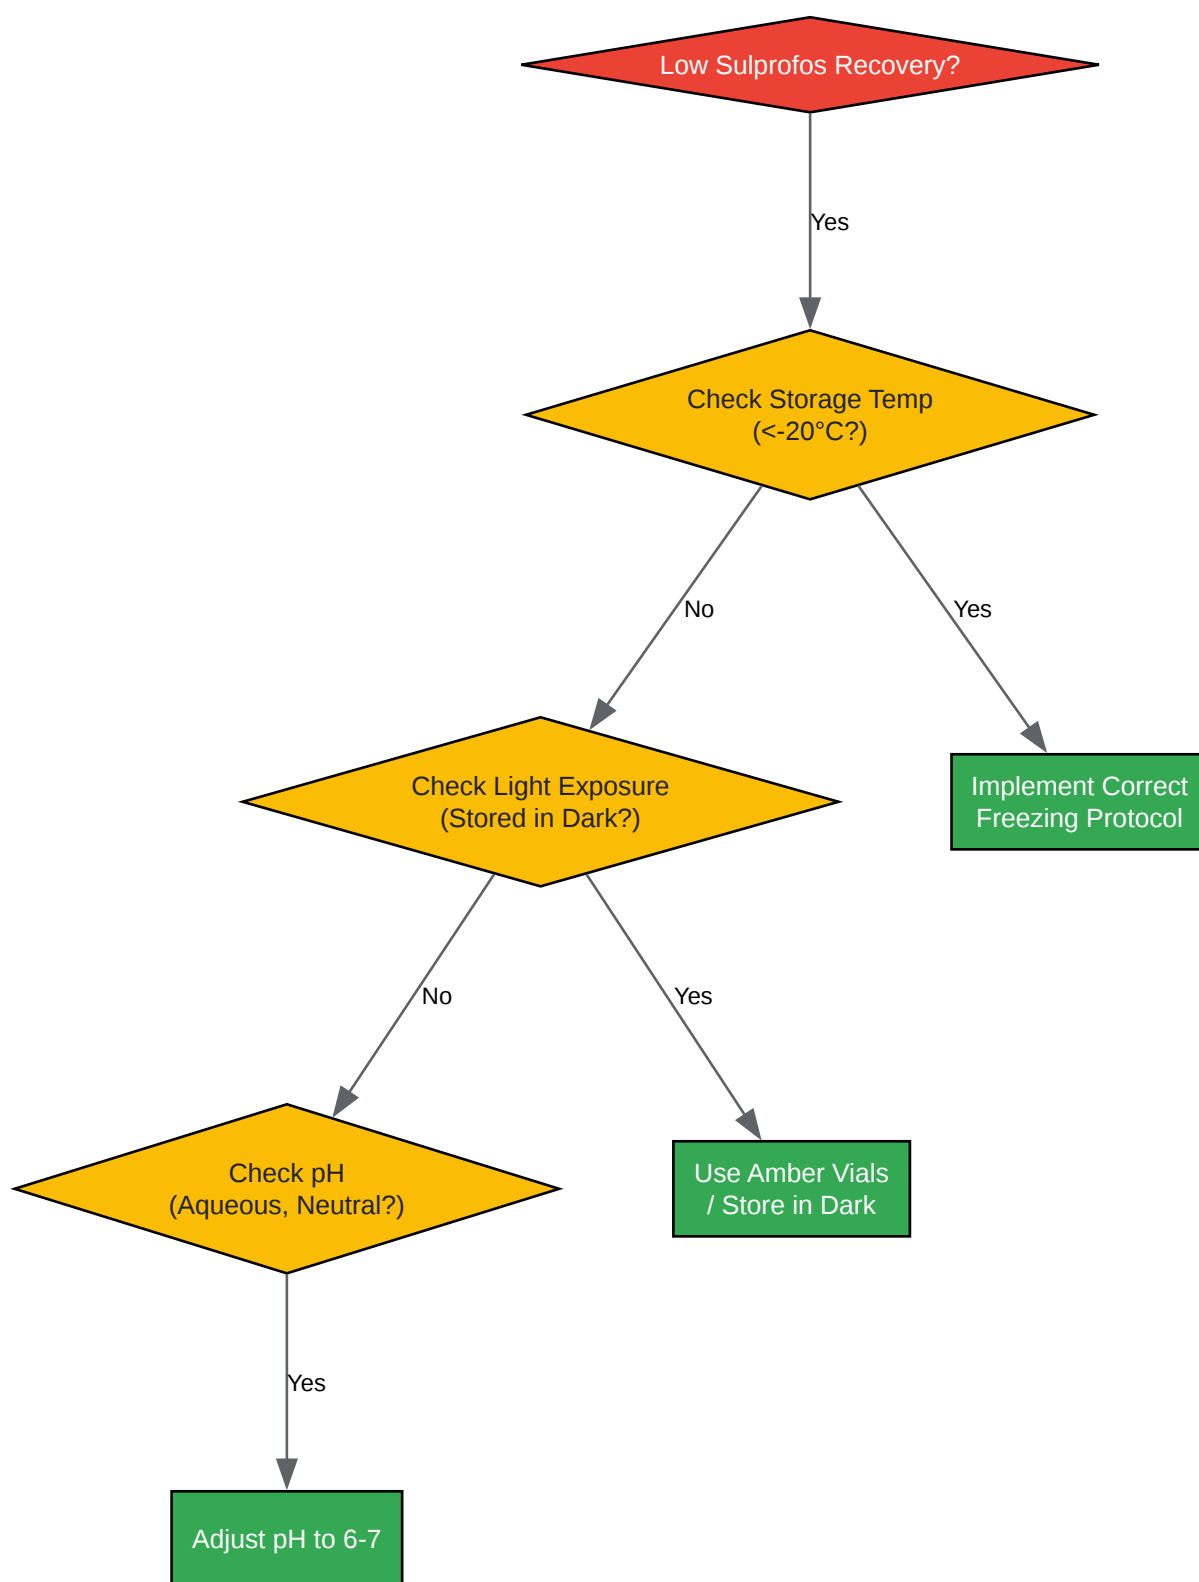 Low Sulprofos Recovery?
Yes
Check Storage Temp
(<-20°C?)
No
Yes
Check Light Exposure
(Stored in Dark?)
Implement Correct
Freezing Protocol
No
Yes
Check pH
(Aqueous, Neutral?)
Use Amber Vials
/ Store in Dark
Yes
Adjust pH to 6-7